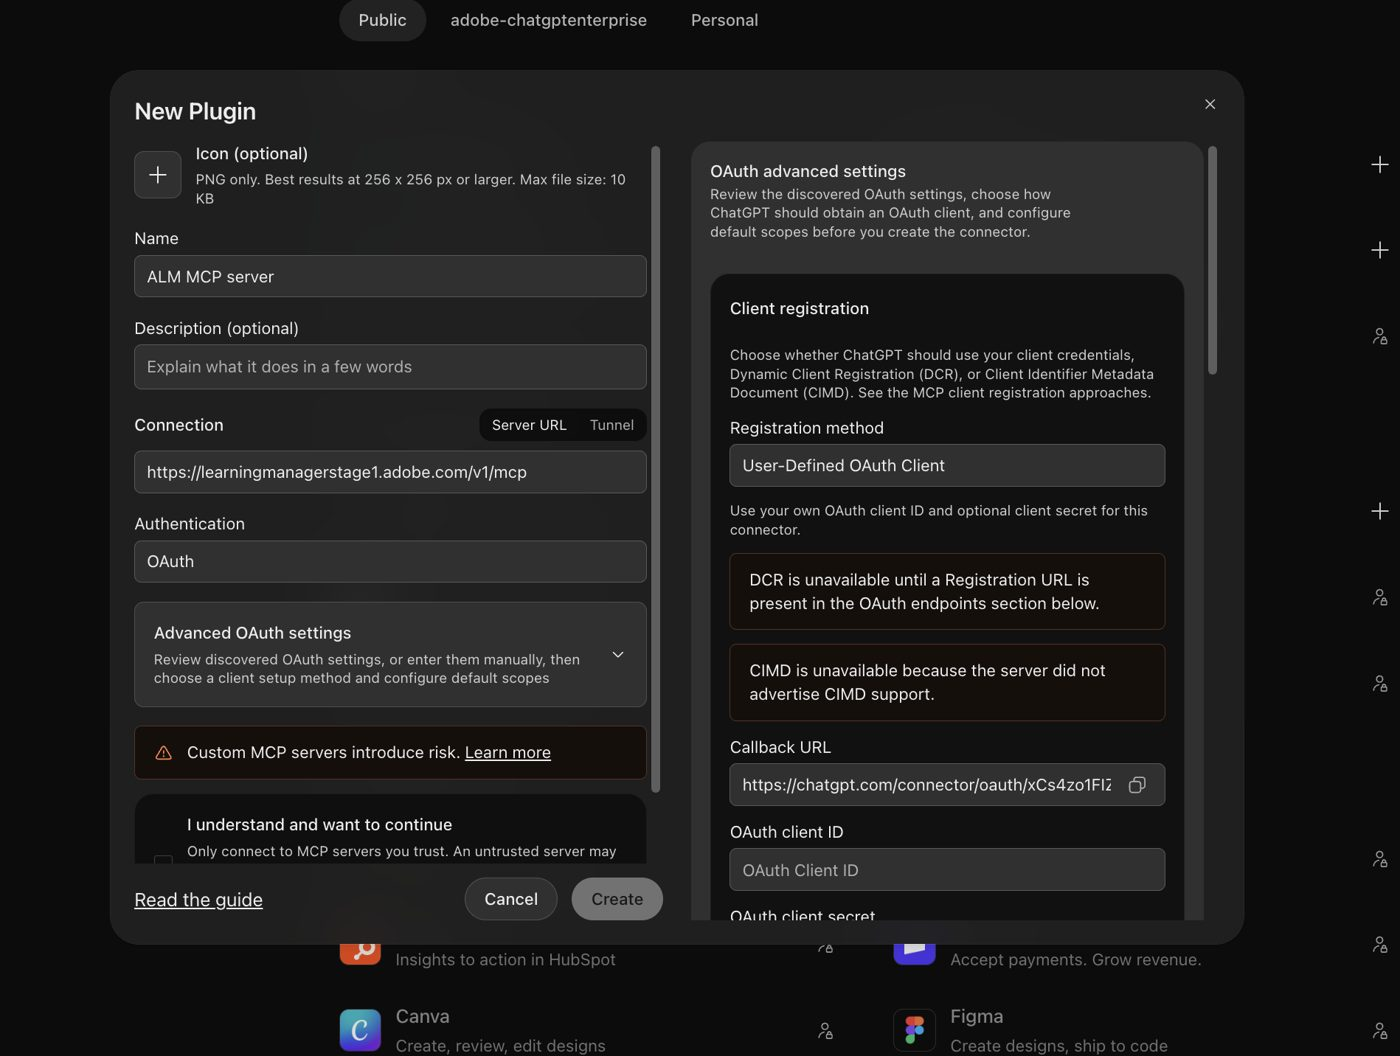 Public
adobe-chatgptenterprise
Personal
New Plugin
Icon (optional)
PNG only. Best results at 256 x 256 px or larger. Max file size: 10
KB
Name
ALM MCP server
Description (optional)
Explain what it does in a few words
Connection
Server URL
Tunnel
https://learningmanagerstage1.adobe.com/v1/mcp
Authentication
OAuth
Advanced OAuth settings
Review discovered OAuth settings, or enter them manually, then
choose a client setup method and configure default scopes
Custom MCP servers introduce risk. Learn more
I understand and want to continue
Only connect to MCP servers you trust. An untrusted server may
Read the guide
Cancel
Create
OAuth advanced settings
Review the discovered OAuth settings, choose how
ChatGPT should obtain an OAuth client, and configure
default scopes before you create the connector.
Client registration
Choose whether ChatGPT should use your client credentials,
Dynamic Client Registration (DCR), or Client Identifier Metadata
Document (CIMD). See the MCP client registration approaches.
Registration method
User-Defined OAuth Client
Use your own OAuth client ID and optional client secret for this
connector.
DCR is unavailable until a Registration URL is
present in the OAuth endpoints section below.
CIMD is unavailable because the server did not
advertise CIMD support.
Callback URL
https://chatgpt.com/connector/oauth/xCs4zo1FIZ
OAuth client ID
OAuth Client ID
OAuth client secret
Insights to action in HubSpot
Accept payments. Grow revenue.
Canva
Create, review, edit designs
Figma
Create designs, ship to code